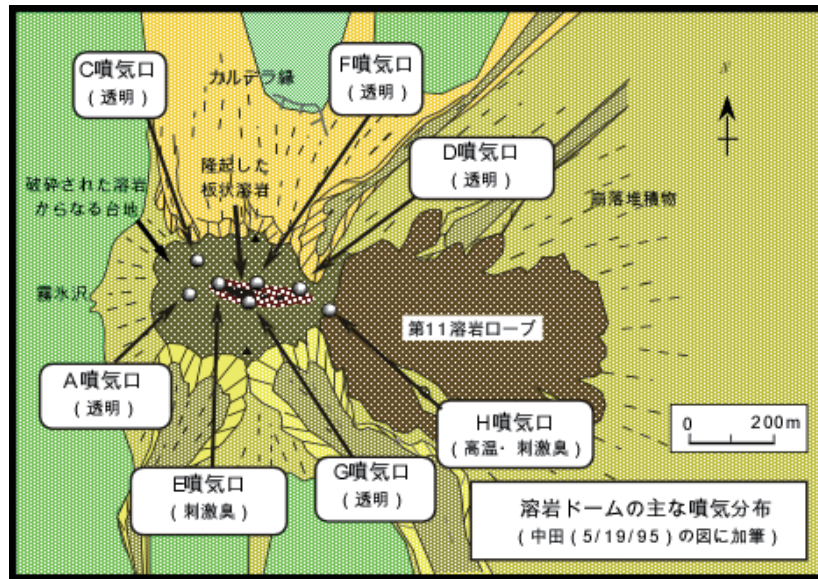 C噴気口
(透明)
カルデラ縁
F噴気口
(透明)
N
D噴気口
(透明)
隆起した
板状溶岩
破砕された溶岩
からなる台地
崩落堆積物
霧氷沢
第11溶岩ローブ
A噴気口
(透明)
H噴気口
(高温・刺激臭)
0 200m
E噴気口
(刺激臭)
G噴気口
(透明)
溶岩ドームの主な噴気分布
(中田(5/19/95)の図に加筆)